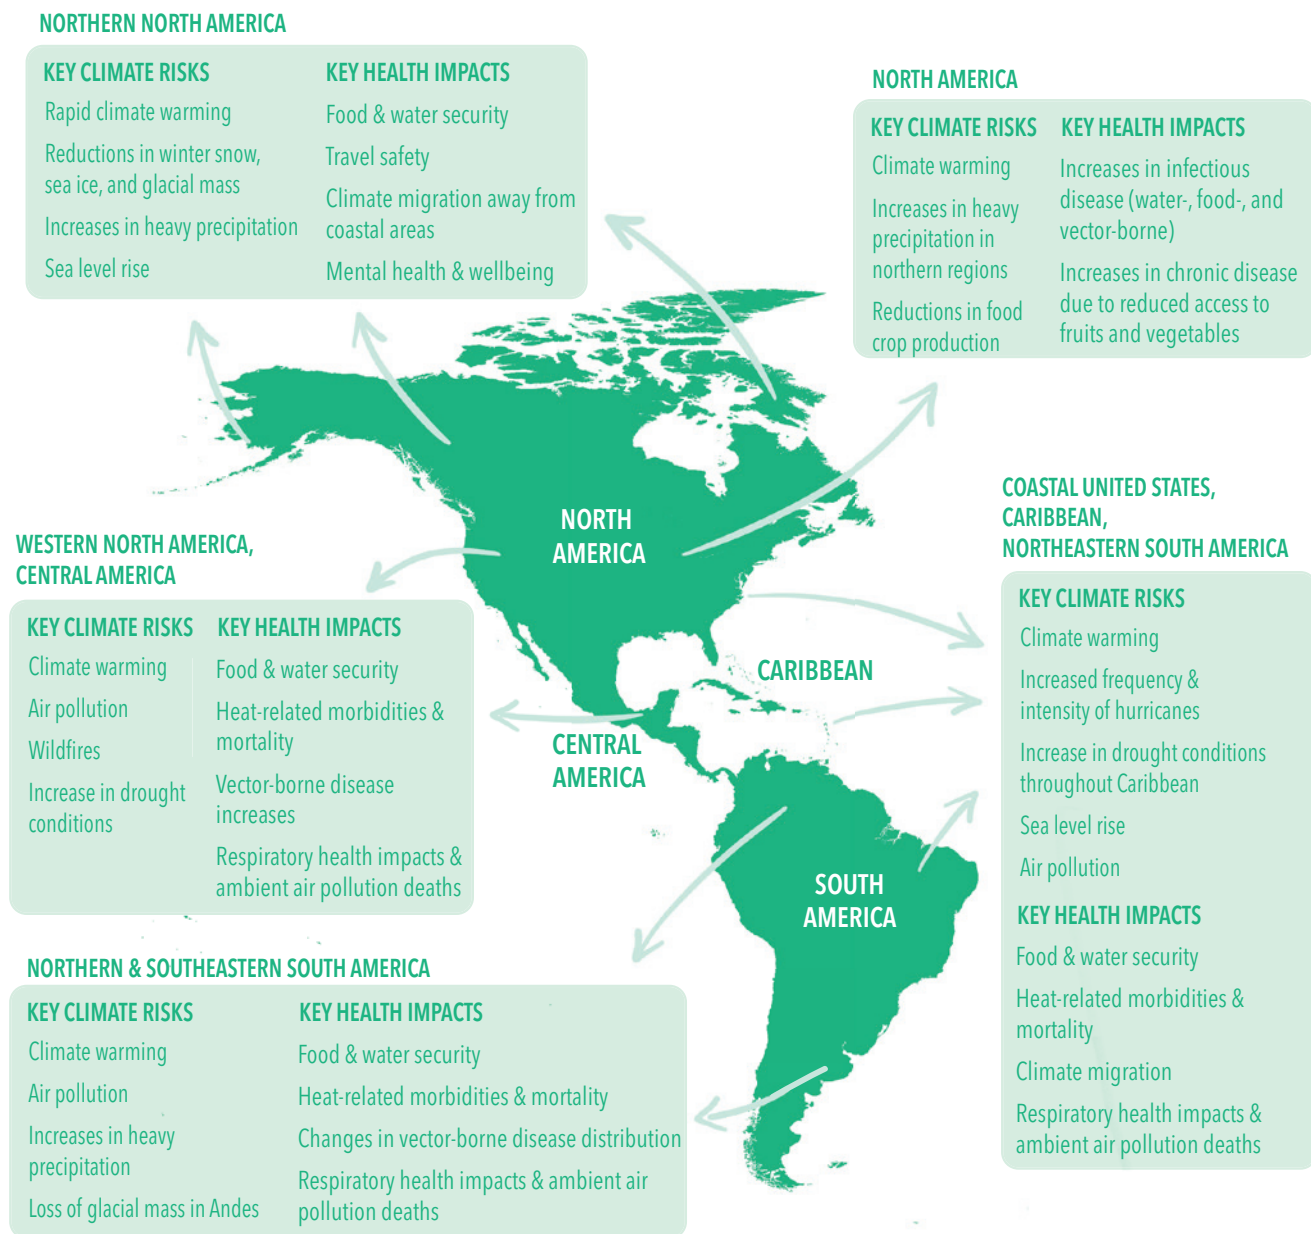 NORTHERN NORTH AMERICA
KEY CLIMATE RISKS
Rapid climate warming
Reductions in winter snow,
sea ice, and glacial mass
Increases in heavy precipitation
Sea level rise
KEY HEALTH IMPACTS
Food & water security
Travel safety
Climate migration away from
coastal areas
Mental health & wellbeing
NORTH AMERICA
KEY CLIMATE RISKS
Climate warming
Increases in heavy
precipitation in
northern regions
Reductions in food
crop production
KEY HEALTH IMPACTS
Increases in infectious
disease (water-, food-, and
vector-borne)
Increases in chronic disease
due to reduced access to
fruits and vegetables
NORTH
AMERICA
CARIBBEAN
CENTRAL
AMERICA
SOUTH
AMERICA
WESTERN NORTH AMERICA,
CENTRAL AMERICA
KEY CLIMATE RISKS
Climate warming
Air pollution
Wildfires
Increase in drought
conditions
KEY HEALTH IMPACTS
Food & water security
Heat-related morbidities &
mortality
Vector-borne disease
increases
Respiratory health impacts &
ambient air pollution deaths
COASTAL UNITED STATES,
CARIBBEAN,
NORTHEASTERN SOUTH AMERICA
KEY CLIMATE RISKS
Climate warming
Increased frequency &
intensity of hurricanes
Increase in drought conditions
throughout Caribbean
Sea level rise
Air pollution
KEY HEALTH IMPACTS
Food & water security
Heat-related morbidities &
mortality
Climate migration
Respiratory health impacts &
ambient air pollution deaths
NORTHERN & SOUTHEASTERN SOUTH AMERICA
KEY CLIMATE RISKS
Climate warming
Air pollution
Increases in heavy
precipitation
Loss of glacial mass in Andes
KEY HEALTH IMPACTS
Food & water security
Heat-related morbidities & mortality
Changes in vector-borne disease distribution
Respiratory health impacts & ambient air
pollution deaths